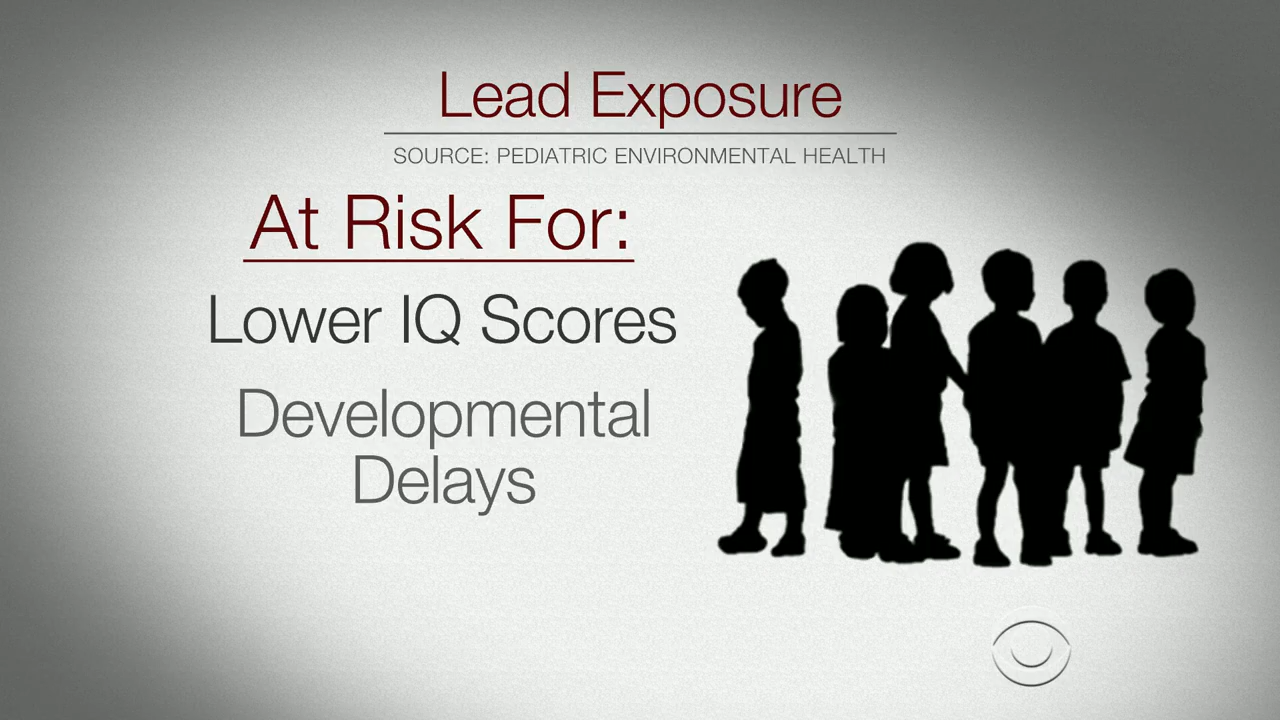 Lead Exposure
SOURCE: PEDIATRIC ENVIRONMENTAL HEALTH
At Risk For:
Lower IQ Scores
Developmental
Delays